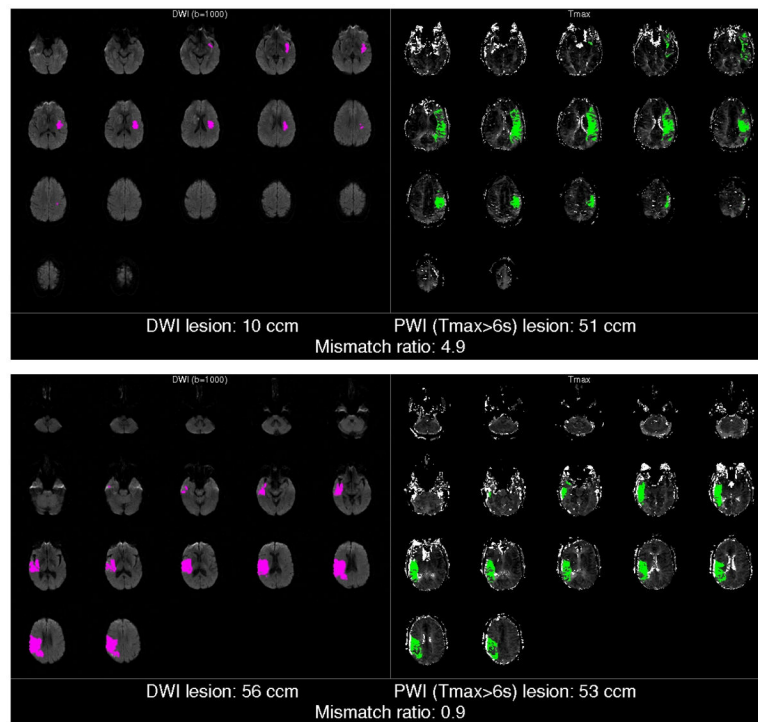 DWI (b=1000)
Tmax
DWI lesion: 10 ccm
PWI (Tmax>6s) lesion: 51 ccm
Mismatch ratio: 4.9
DWI (b=1000)
Tmax
DWI lesion: 56 ccm
PWI (Tmax>6s) lesion: 53 ccm
Mismatch ratio: 0.9